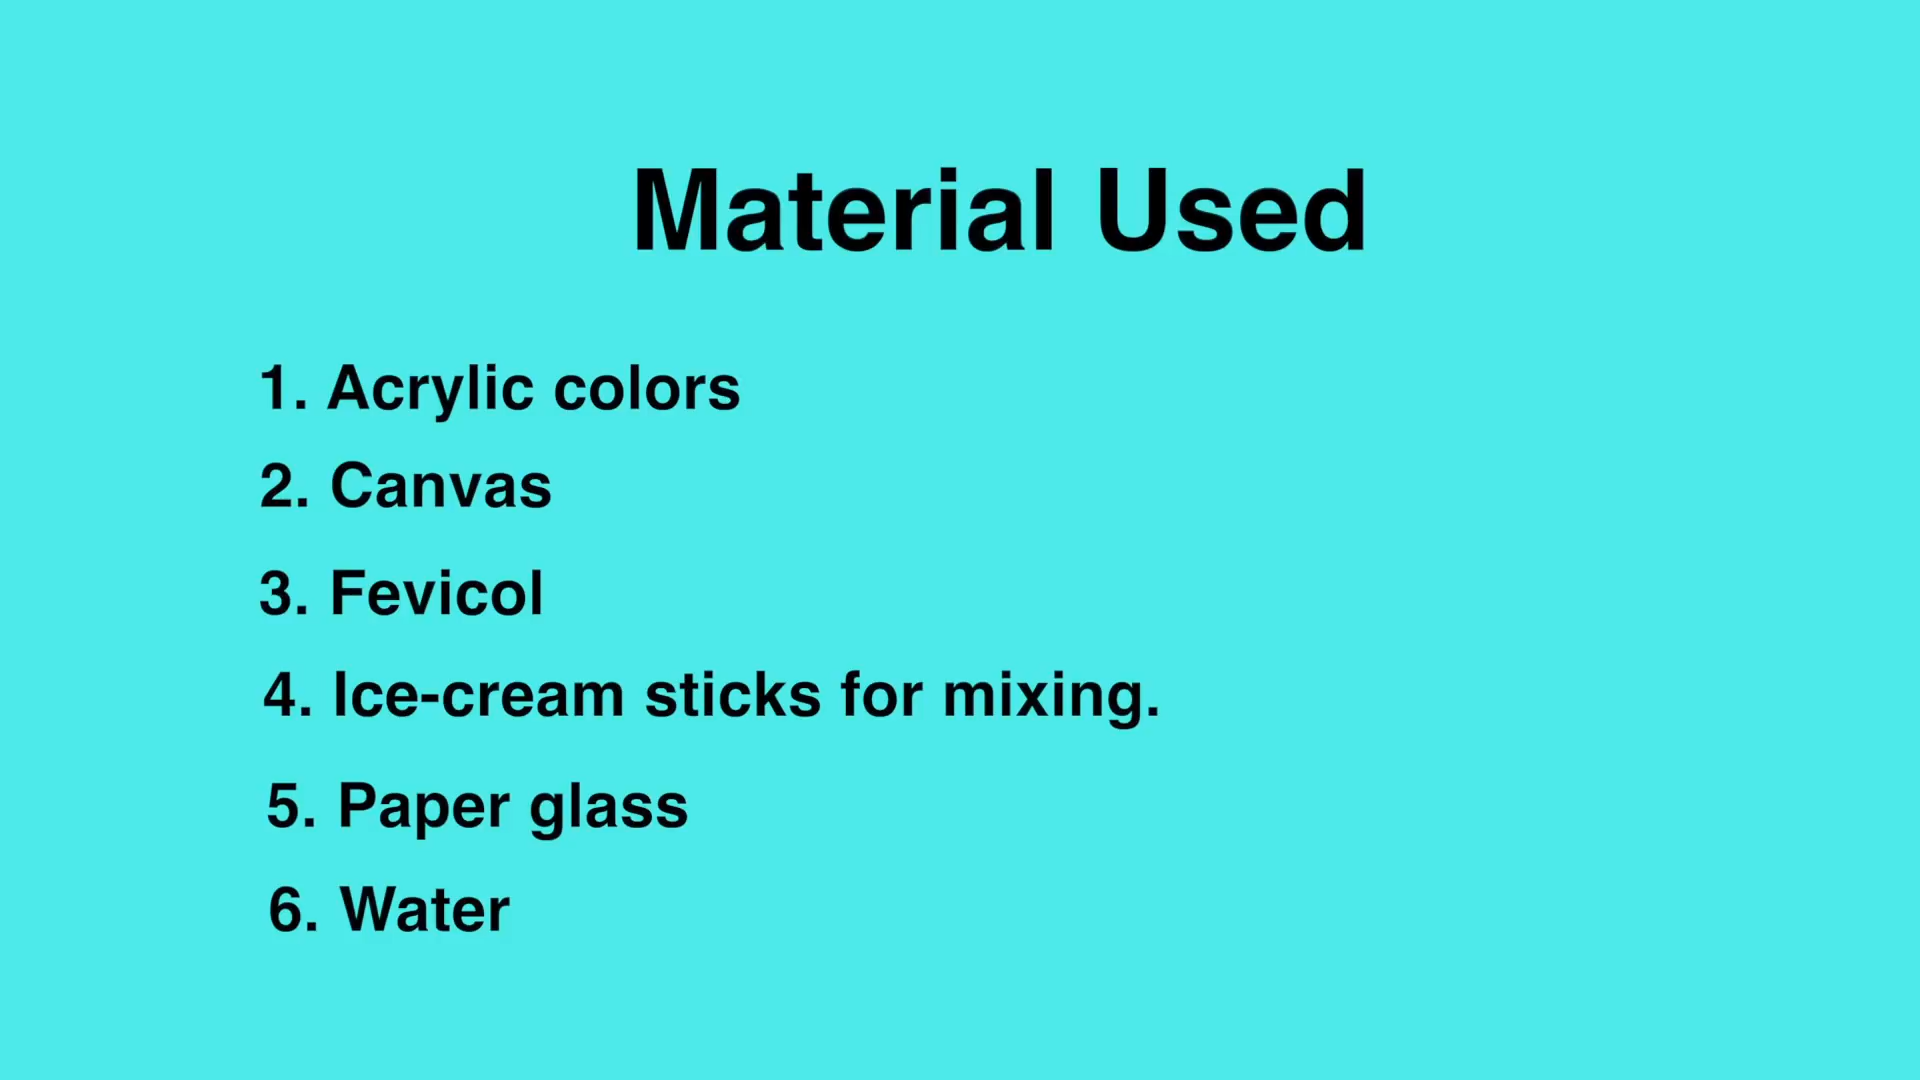 Material Used
1. Acrylic colors
2. Canvas
3. Fevicol
4. Ice-cream sticks for mixing.
5. Paper glass
6. Water